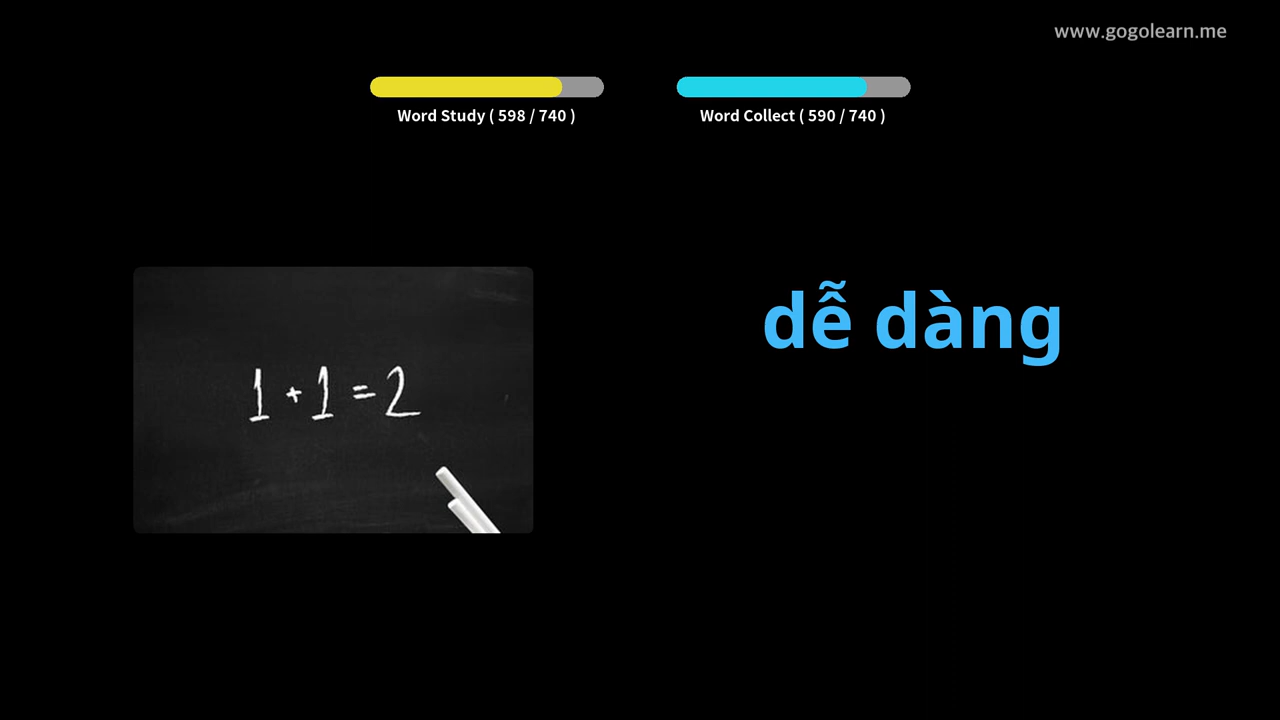 www.gogolearn.me
Word Study ( 598 / 740 )
Word Collect ( 590 / 740 )
dễ dàng
1 + 1 = 2